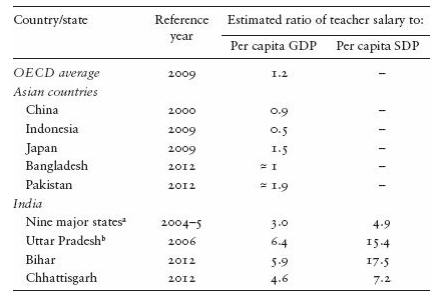 Country/state Reference year Estimated ratio of teacher salary to:
Per capita GDP Per capita SDP
OECD average 2009 1.2 –
Asian countries
China 2000 0.9 –
Indonesia 2009 0.5 –
Japan 2009 1.5 –
Bangladesh 2012 ≈ 1 –
Pakistan 2012 ≈ 1.9 –
India
Nine major statesᵃ 2004–5 3.0 4.9
Uttar Pradeshᵇ 2006 6.4 15.4
Bihar 2012 5.9 17.5
Chhattisgarh 2012 4.6 7.2